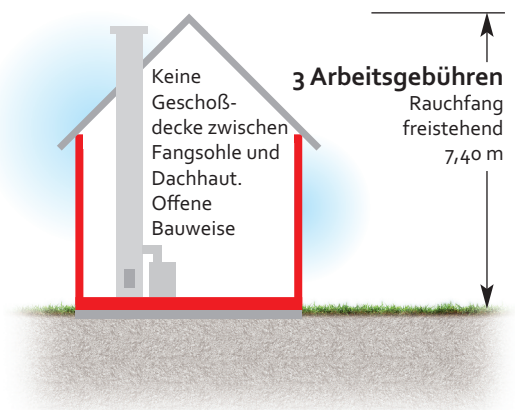 Keine
Geschoß-
decke zwischen
Fangsohle und
Dachhaut.
Offene
Bauweise
3 Arbeitsgebühren
Rauchfang
freistehend
7,40 m